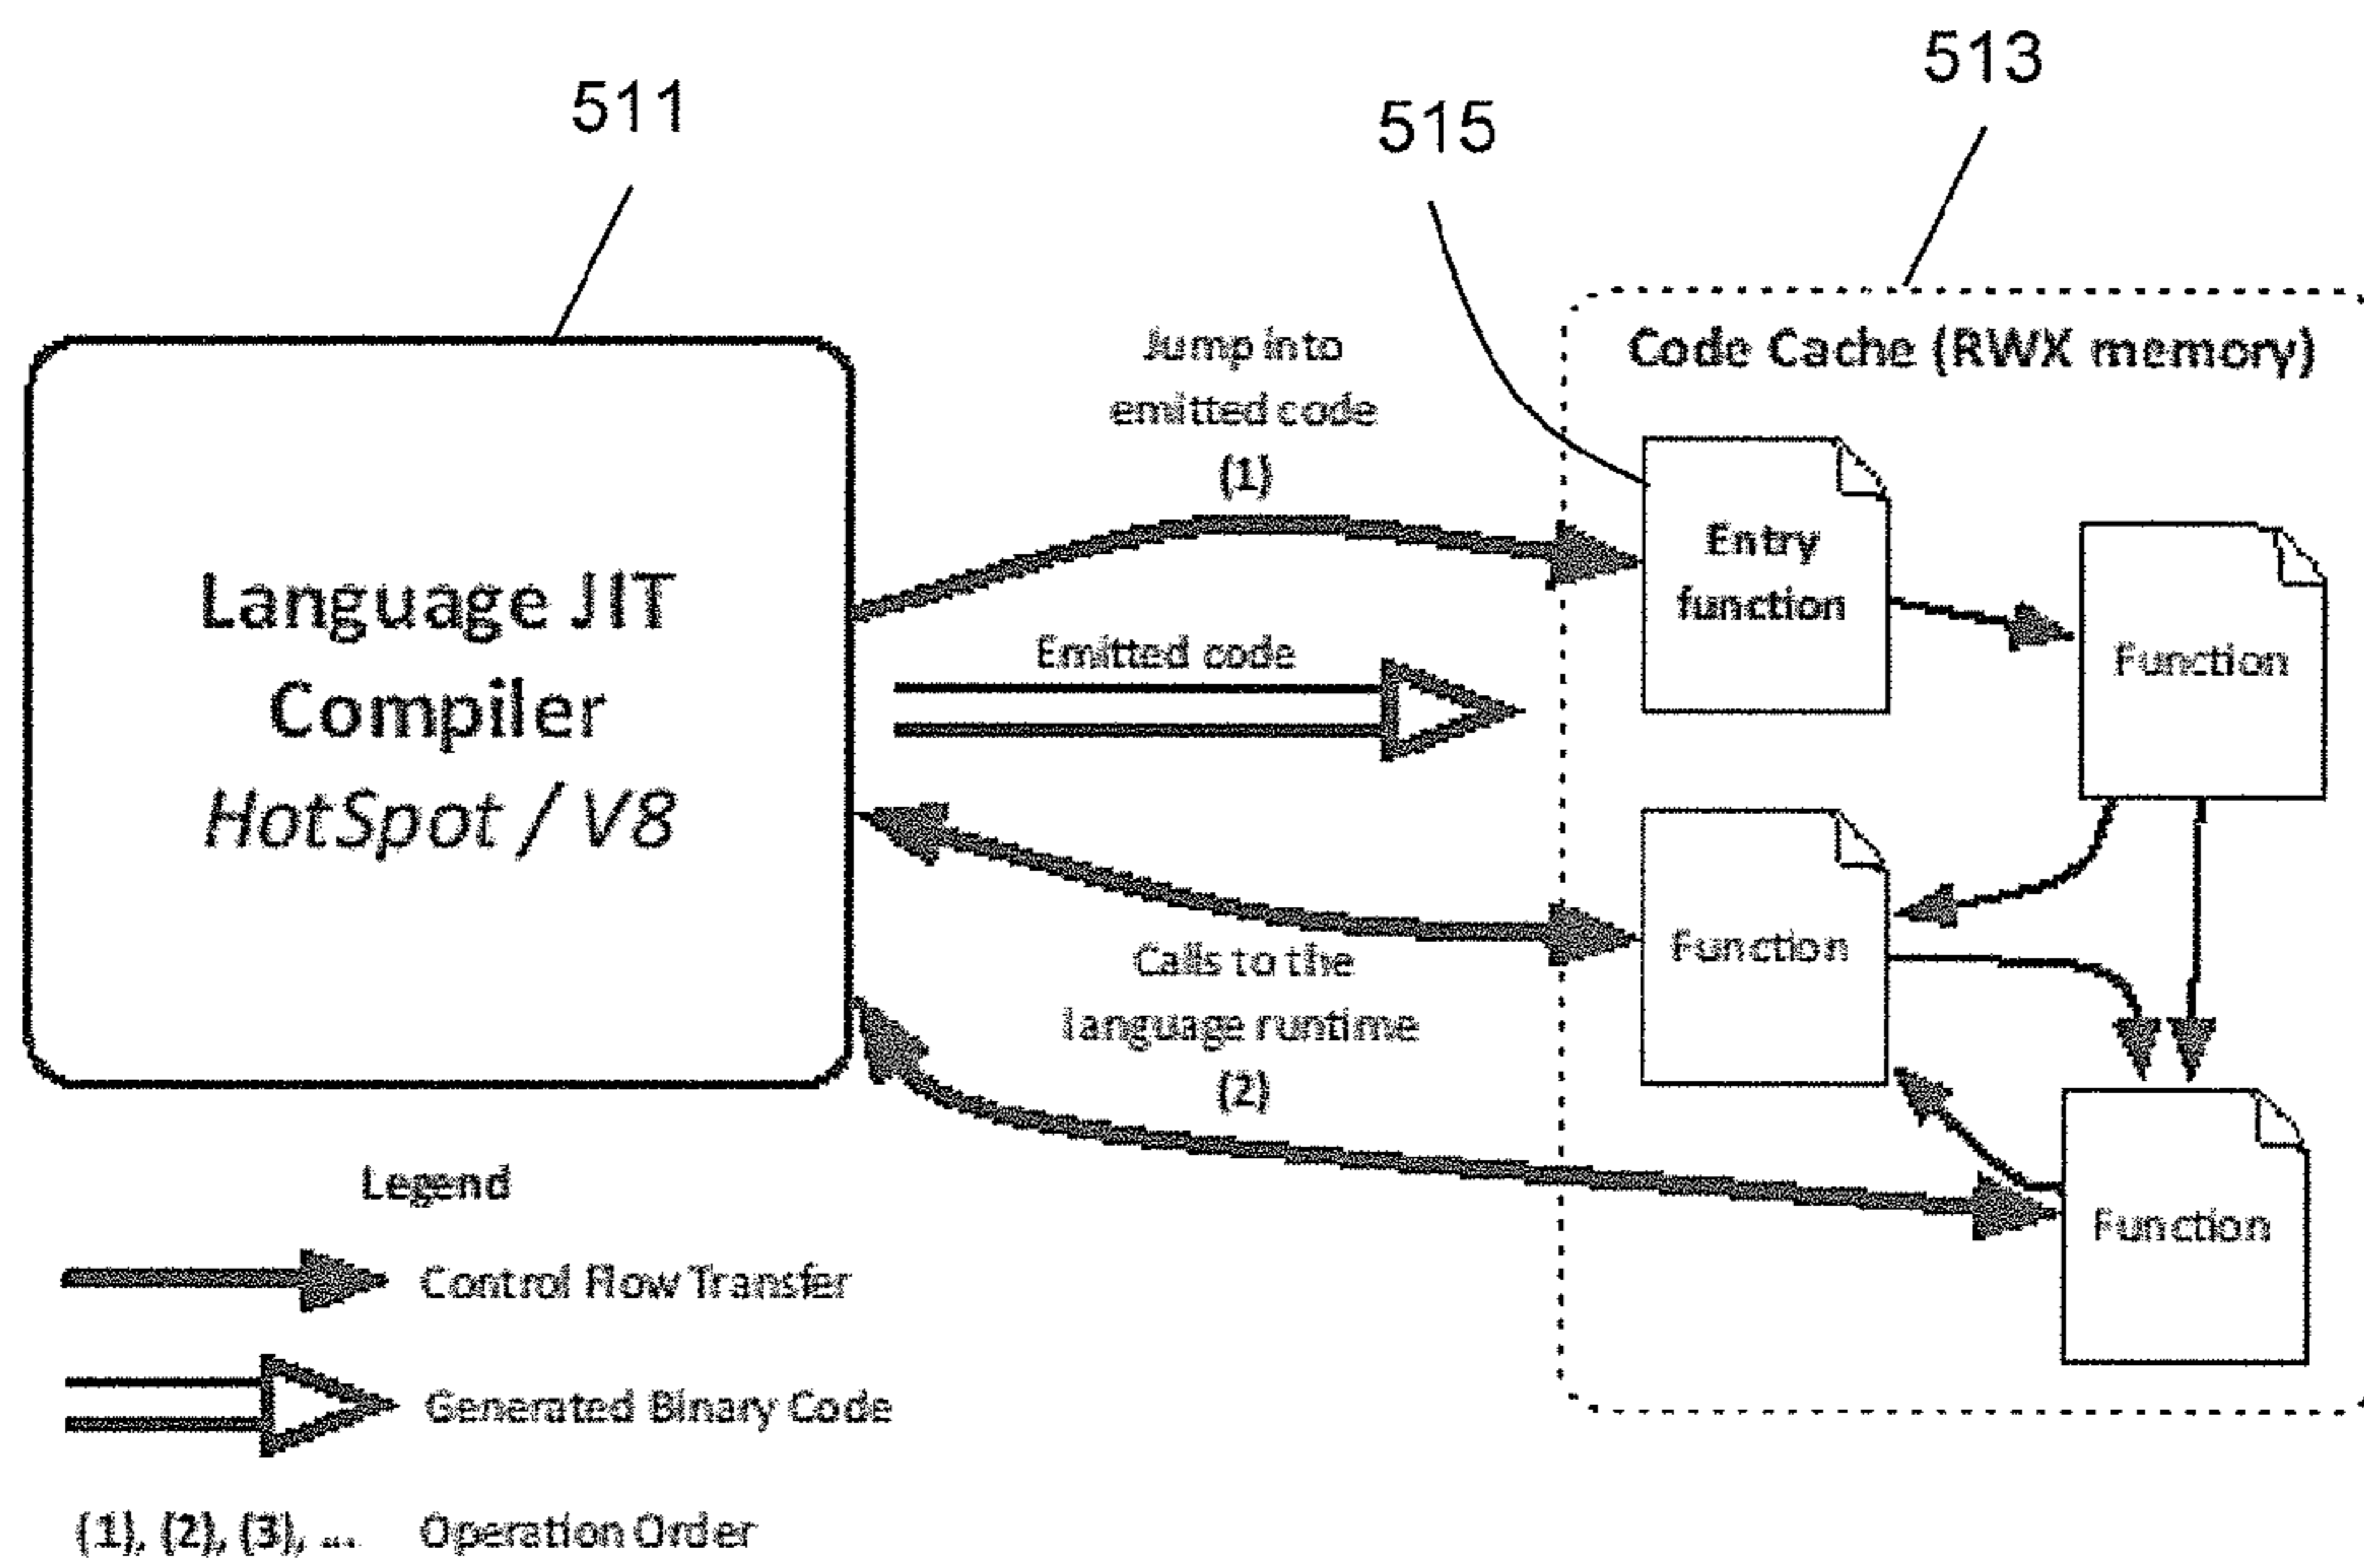 513
511
515
Jump into
emitted code
(1)
Code Cache (RWX memory)
Entry
function
Language JIT
Compiler
HotSpot / V8
Emitted code
Function
Function
Calls to the
language runtime
(2)
Function
Legend
Control Flow Transfer
Generated Binary Code
(1), (2), (3), ... Operation Order